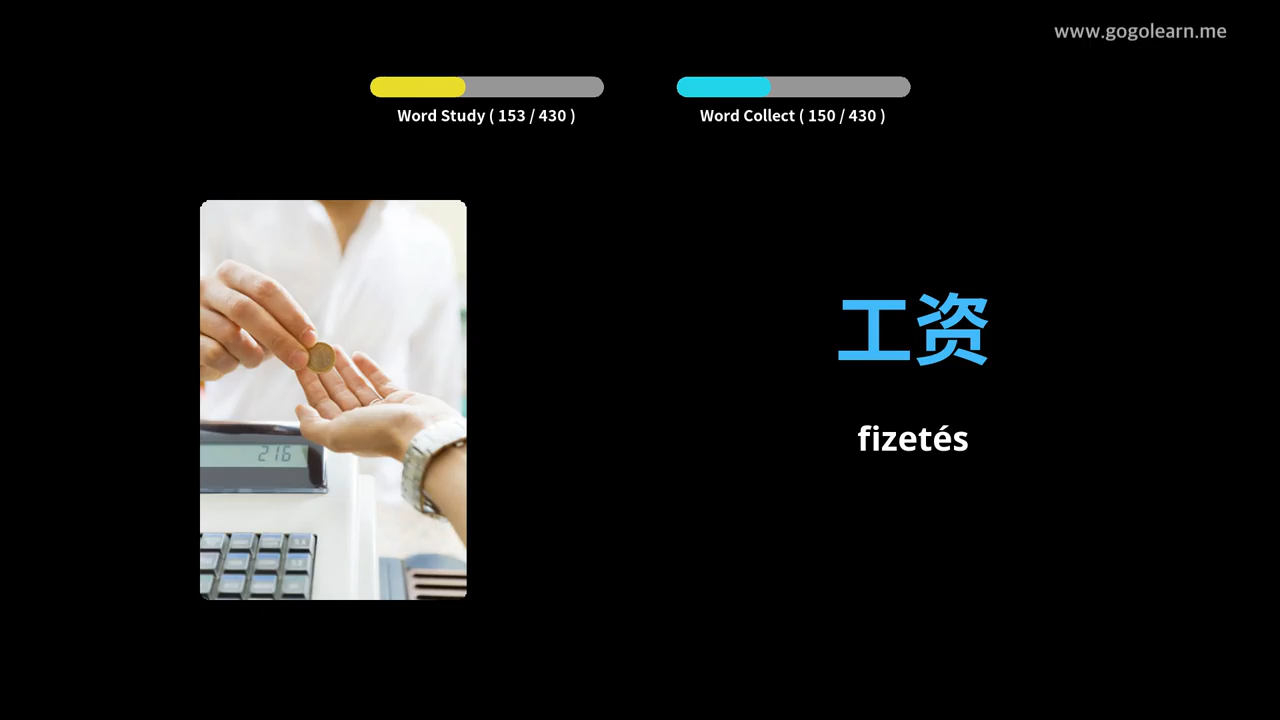 www.gogolearn.me
Word Study ( 153 / 430 )
Word Collect ( 150 / 430 )
工资
fizetés
216